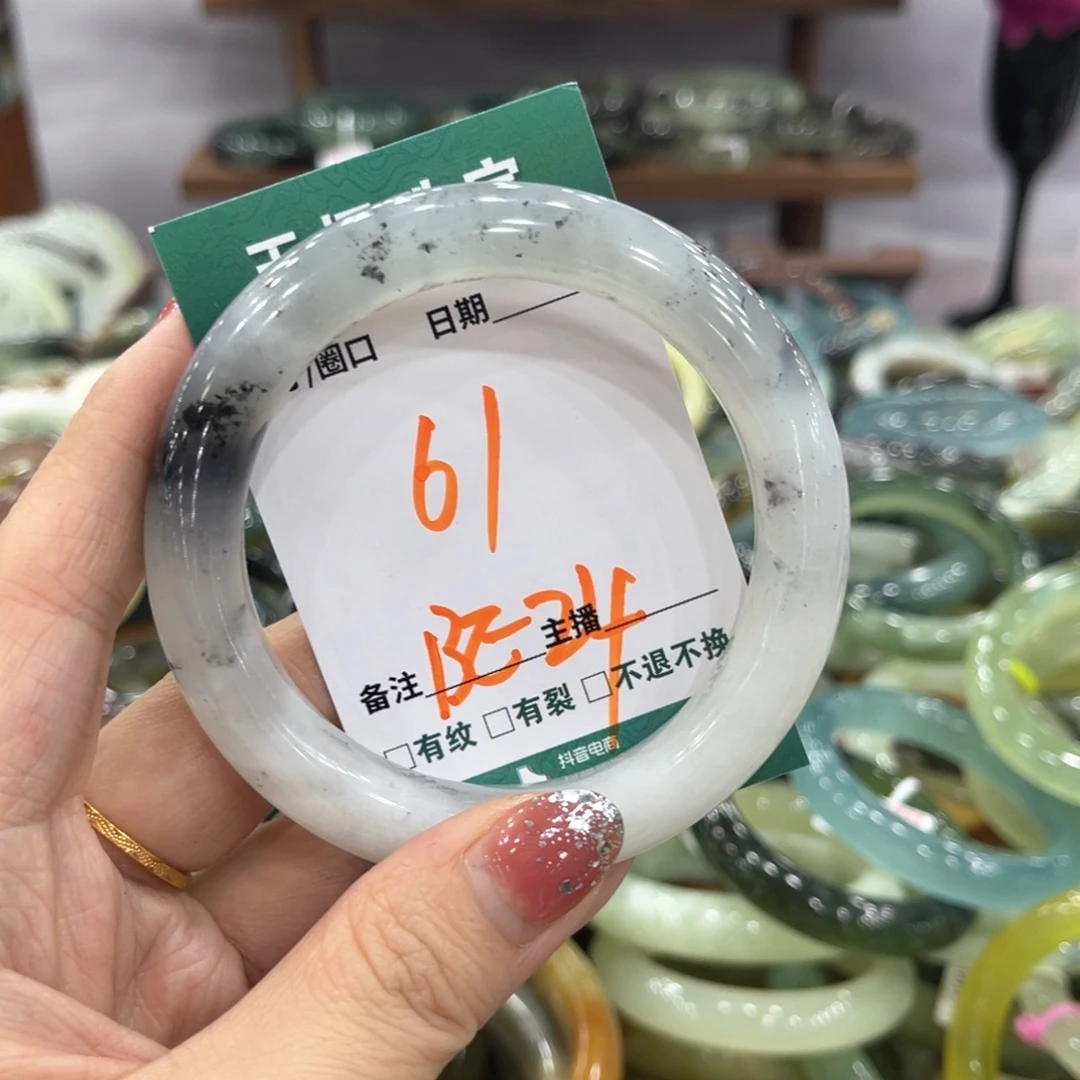 圈口 日期
61
主播
备注
□有纹 □有裂 □不退不换
抖音电商